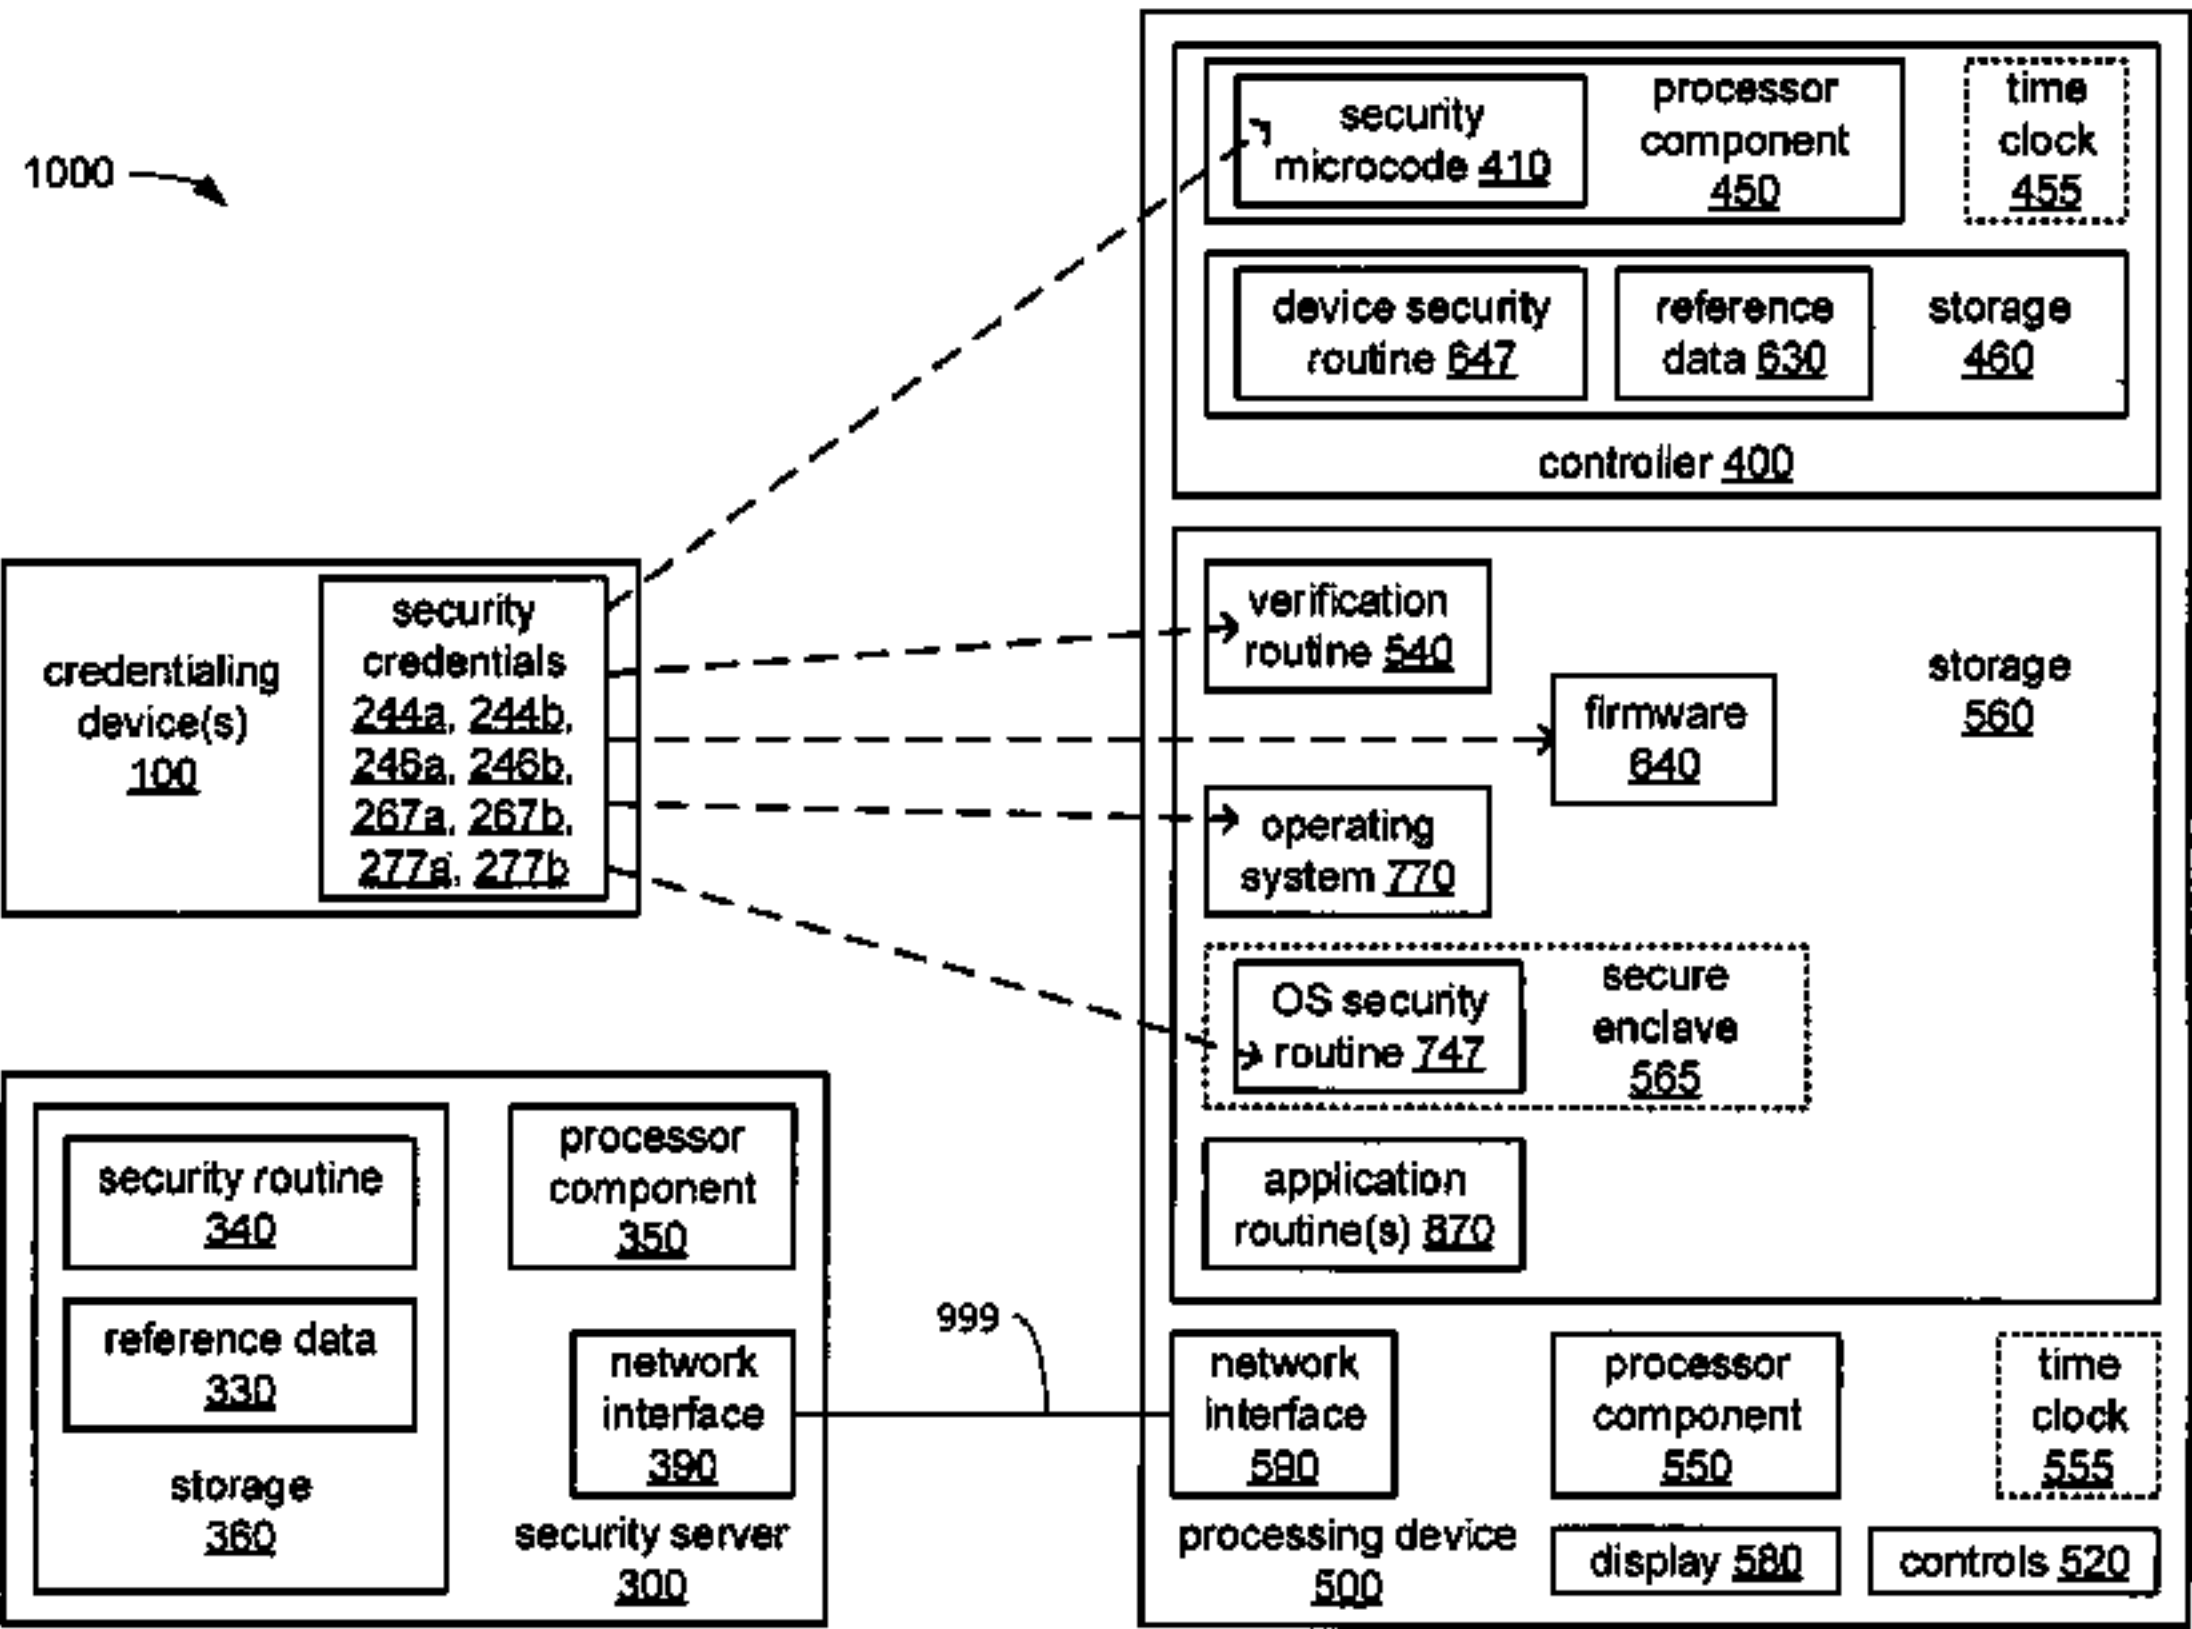 1000
security
microcode 410
processor
component
450
time
clock
455
device security
routine 647
reference
data 630
storage
460
controller 400
credentialing
device(s)
100
security
credentials
244a, 244b,
246a, 246b,
267a, 267b,
277a, 277b
verification
routine 540
firmware
640
storage
560
operating
system 770
OS security
routine 747
secure
enclave
565
application
routine(s) 870
security routine
340
reference data
330
storage
360
processor
component
350
network
interface
390
security server
300
999
network
interface
590
processor
component
550
time
clock
555
processing device
500
display 580
controls 520